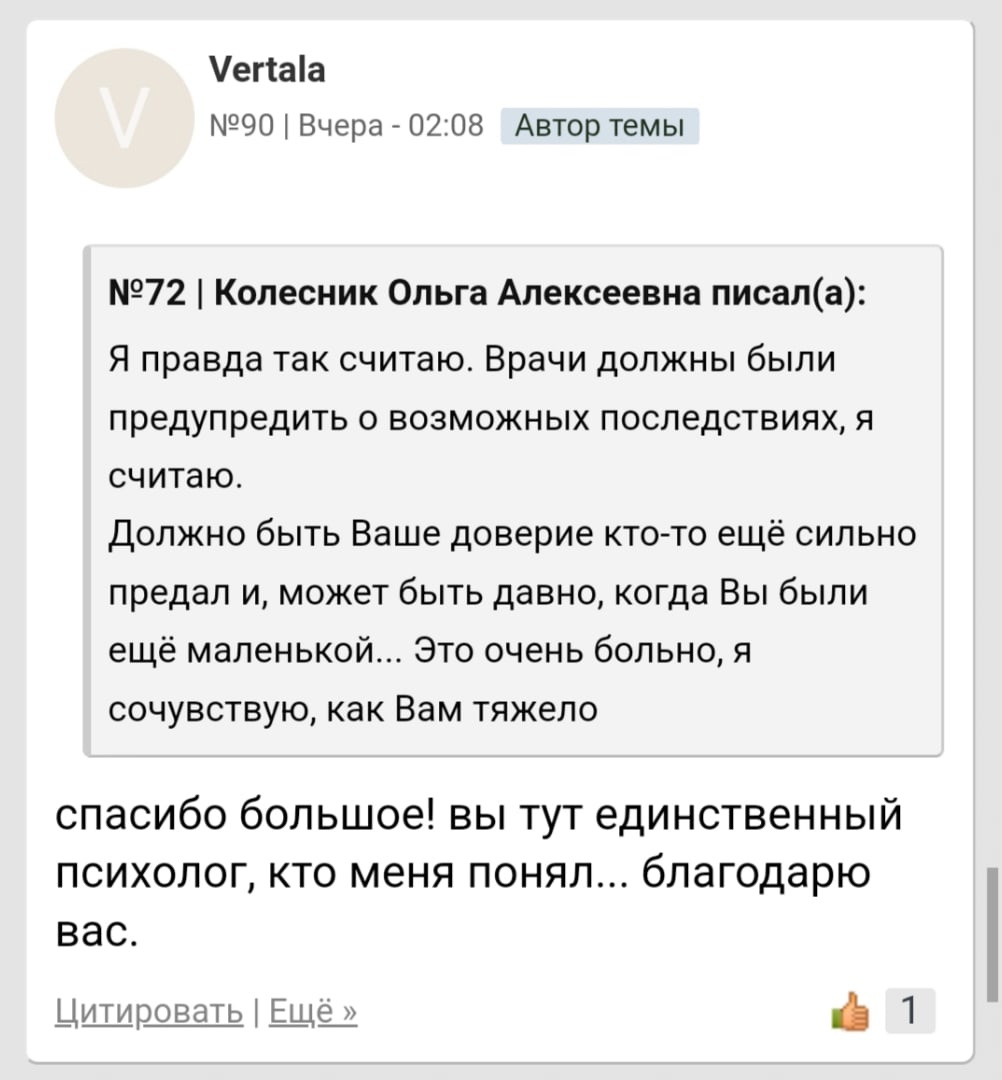 V
Vertala
№90 | Вчера - 02:08 Автор темы
№72 | Колесник Ольга Алексеевна писал(а):
Я правда так считаю. Врачи должны были
предупредить о возможных последствиях, я
считаю.
Должно быть Ваше доверие кто-то ещё сильно
предал и, может быть давно, когда Вы были
ещё маленькой... Это очень больно, я
сочувствую, как Вам тяжело
спасибо большое! вы тут единственный
психолог, кто меня понял... благодарю
вас.
Цитировать | Ещё » 1